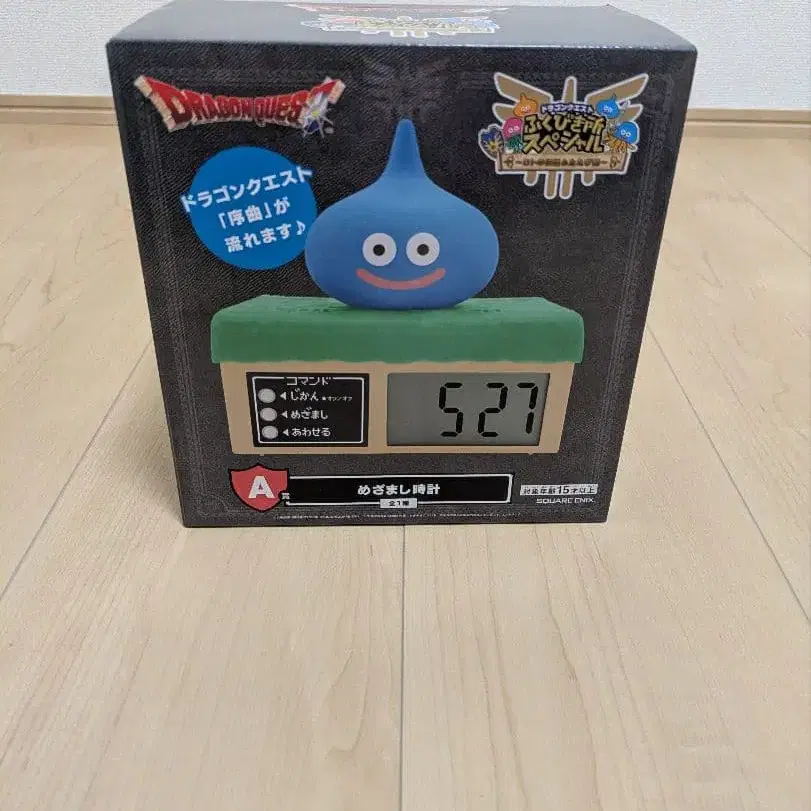 DRAGON QUEST
ドラゴンクエスト
ふくびき所
スペシャル
ドラゴンクエスト
「序曲」が
流れます♪
コマンド
◀じかん
◀めざまし
◀あわせる
527
A
賞
めざまし時計
全1種
対象年齢15才以上
SQUARE ENIX